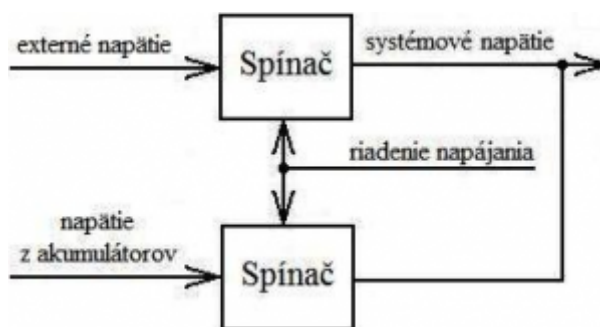 externé napätie
Spínač
systémové napätie
riadenie napájania
napätie
z akumulátorov
Spínač